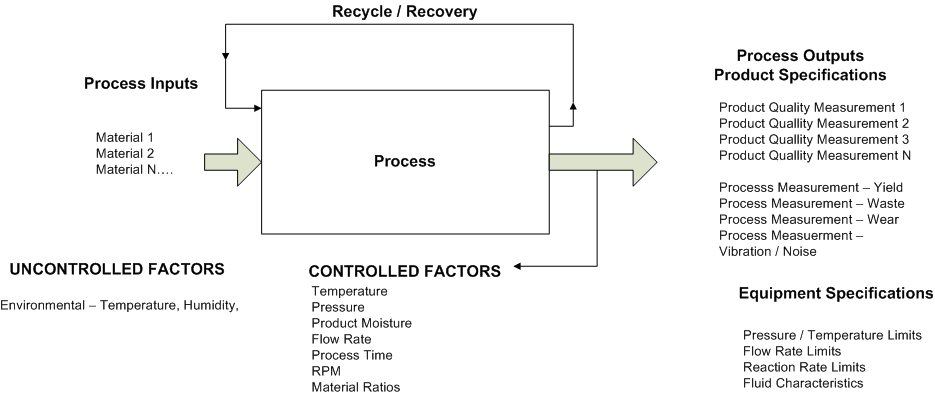 Recycle / Recovery
Process Inputs
Material 1
Material 2
Material N….
Process
Process Outputs
Product Specifications
Product Quality Measurement 1
Product Quallity Measurement 2
Product Quallity Measurement 3
Product Quallity Measurement N
Processs Measurement – Yield
Process Measurement – Waste
Process Measurement – Wear
Process Measuerment –
Vibration / Noise
UNCONTROLLED FACTORS
Environmental – Temperature, Humidity,
CONTROLLED FACTORS
Temperature
Pressure
Product Moisture
Flow Rate
Process Time
RPM
Material Ratios
Equipment Specifications
Pressure / Temperature Limits
Flow Rate Limits
Reaction Rate Limits
Fluid Characteristics